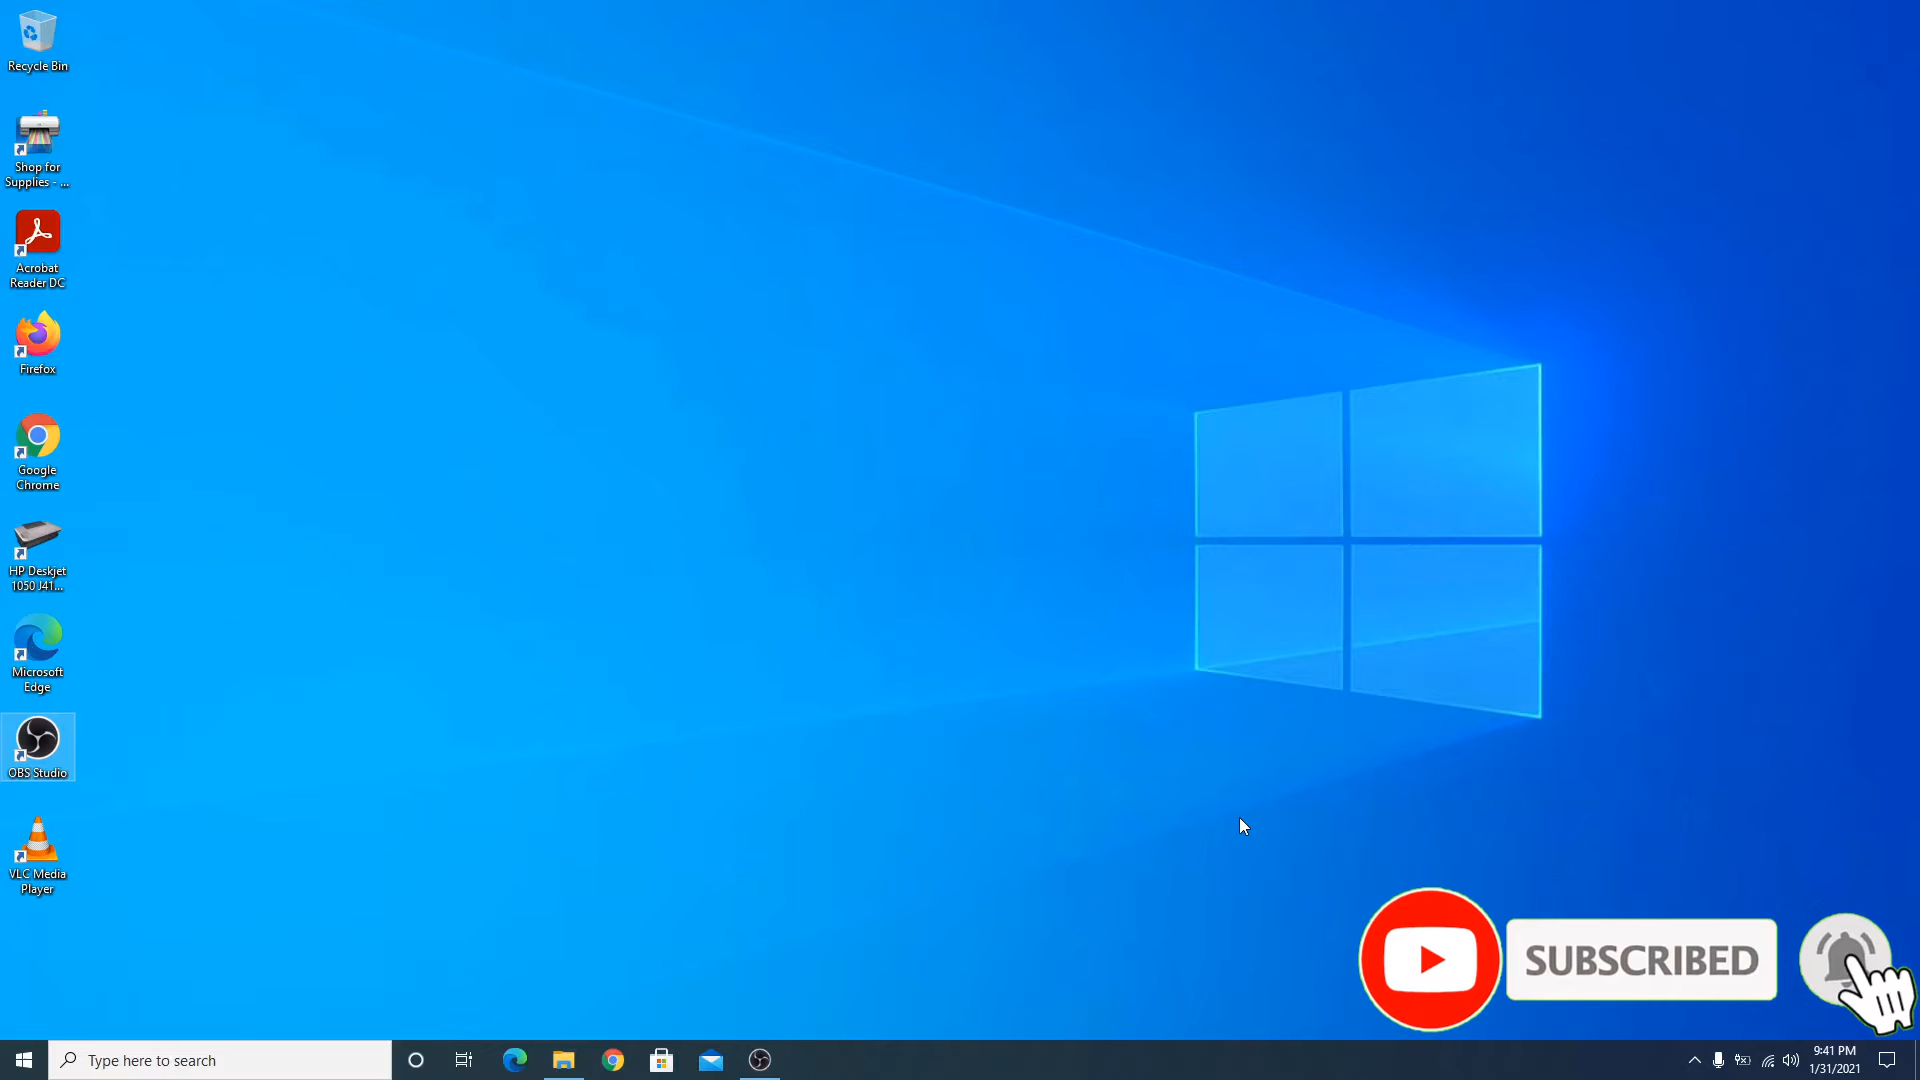 Recycle Bin
Shop for
Supplies - ...
Acrobat
Reader DC
Firefox
Google
Chrome
HP Deskjet
1050 J41...
Microsoft
Edge
OBS Studio
VLC Media
Player
SUBSCRIBED
Type here to search
9:41 PM
1/31/2021